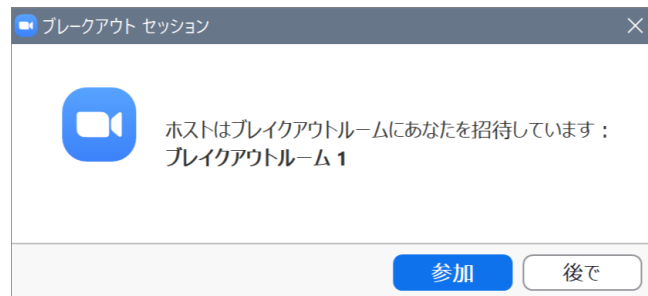 ブレークアウト セッション
ホストはブレイクアウトルームにあなたを招待しています：
ブレイクアウトルーム 1
参加
後で